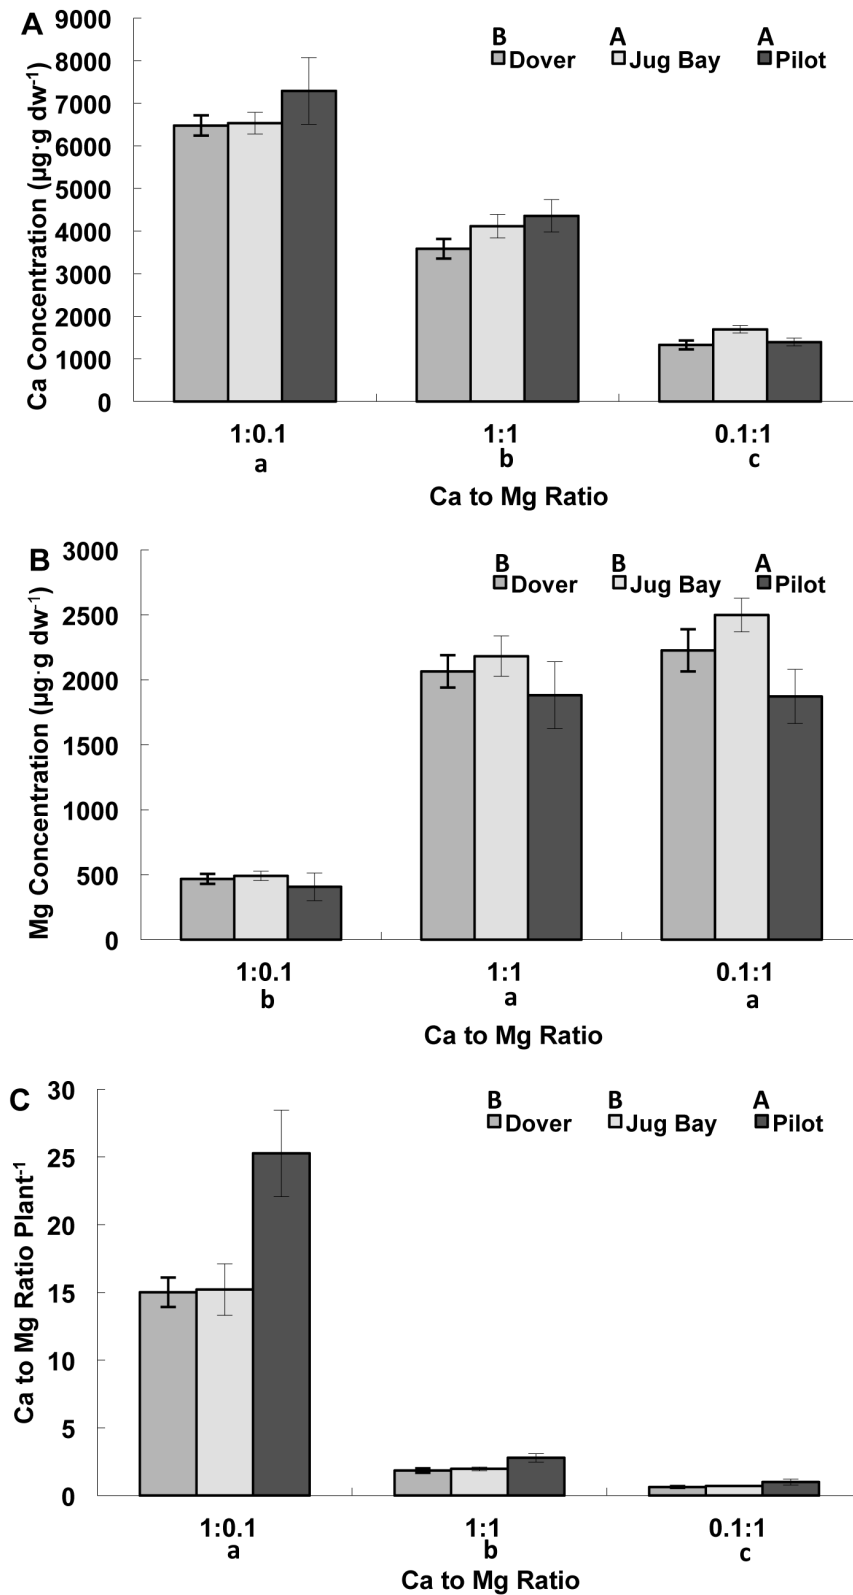 A
Ca Concentration (µg·g dw⁻¹)
9000
8000
7000
6000
5000
4000
3000
2000
1000
0
B A A
Dover Jug Bay Pilot
1:0.1 1:1 0.1:1
a b c
Ca to Mg Ratio
B
Mg Concentration (µg·g dw⁻¹)
3000
2500
2000
1500
1000
500
0
B B A
Dover Jug Bay Pilot
1:0.1 1:1 0.1:1
b a a
Ca to Mg Ratio
C
Ca to Mg Ratio Plant⁻¹
30
25
20
15
10
5
0
B B A
Dover Jug Bay Pilot
1:0.1 1:1 0.1:1
a b c
Ca to Mg Ratio